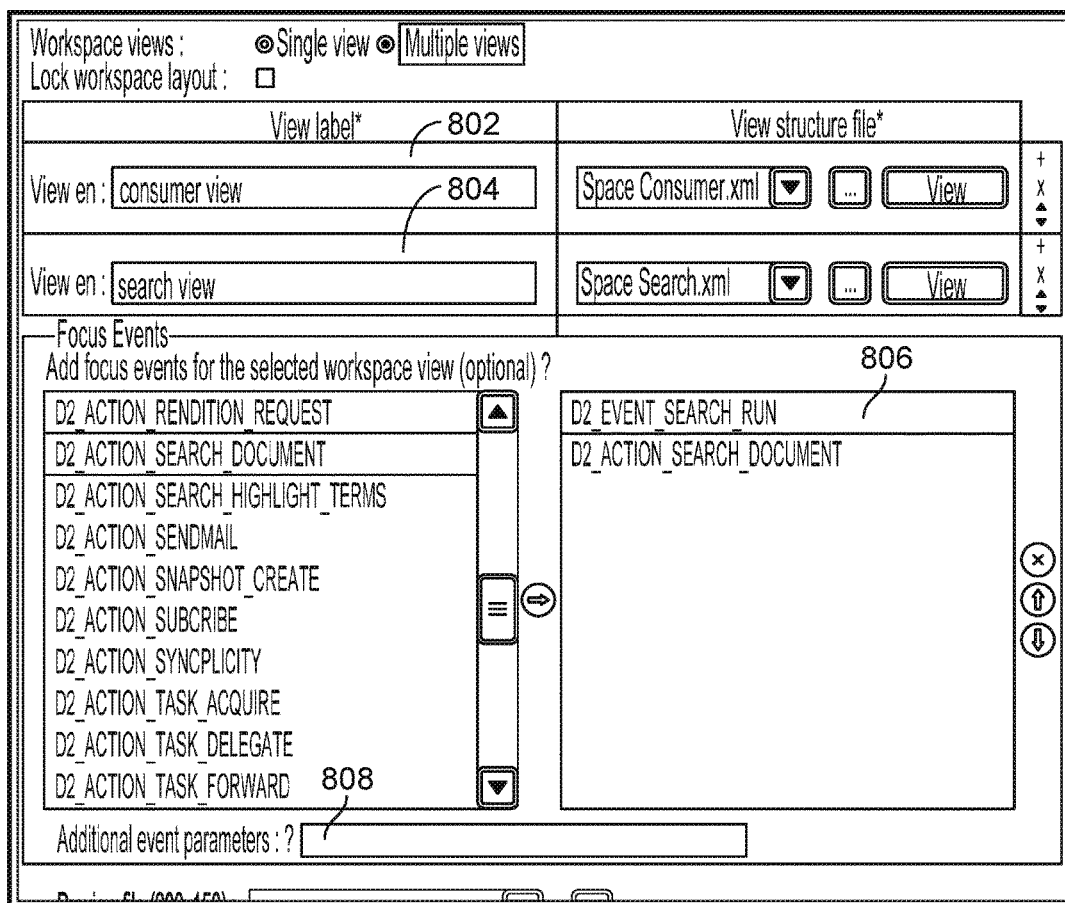 Workspace views : Single view Multiple views
Lock workspace layout :
View label* 802 View structure file*
View en : consumer view 804 Space Consumer.xml ... View + x
View en : search view Space Search.xml ... View + x
Focus Events
Add focus events for the selected workspace view (optional) ? 806
D2_ACTION_RENDITION_REQUEST D2_EVENT_SEARCH_RUN
D2_ACTION_SEARCH_DOCUMENT D2_ACTION_SEARCH_DOCUMENT
D2_ACTION_SEARCH_HIGHLIGHT_TERMS
D2_ACTION_SENDMAIL
D2_ACTION_SNAPSHOT_CREATE
D2_ACTION_SUBCRIBE
D2_ACTION_SYNCPLICITY
D2_ACTION_TASK_ACQUIRE
D2_ACTION_TASK_DELEGATE
D2_ACTION_TASK_FORWARD 808
Additional event parameters : ?